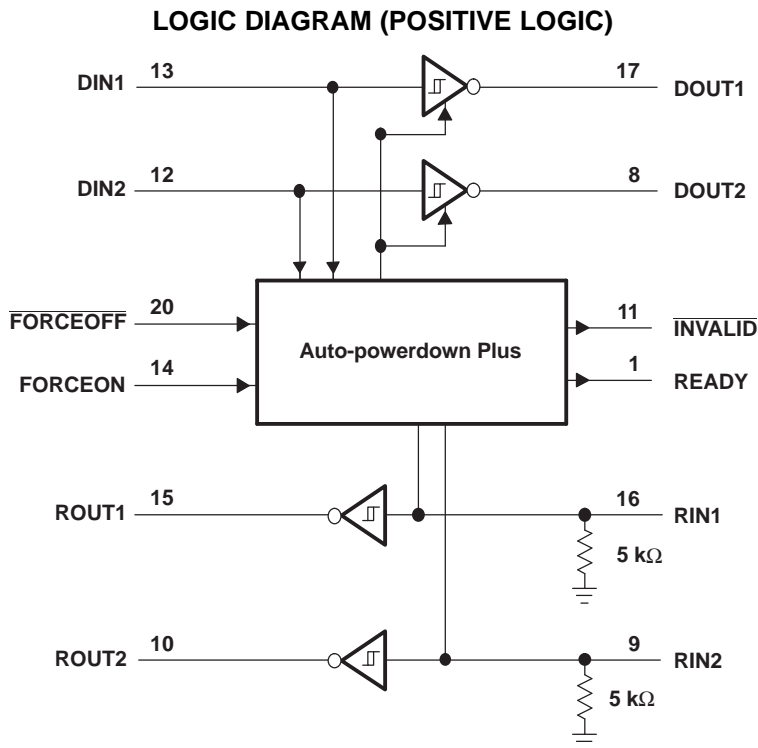 LOGIC DIAGRAM (POSITIVE LOGIC)
DIN1 13 17 DOUT1
DIN2 12 8 DOUT2
FORCEOFF 20 11 INVALID
Auto-powerdown Plus
FORCEON 14 1 READY
ROUT1 15 16 RIN1
5 kΩ
ROUT2 10 9 RIN2
5 kΩ